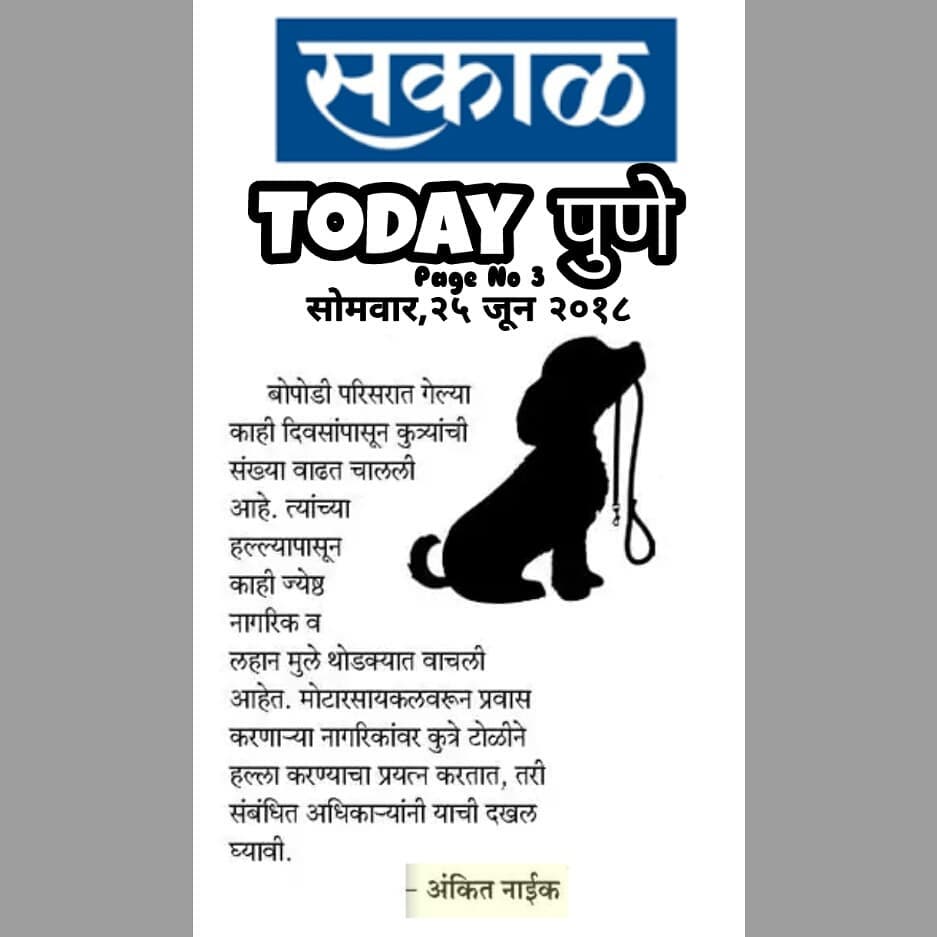 सकाळ
TODAY पुणे
Page No 3
सोमवार,२५ जून २०१८
बोपोडी परिसरात गेल्या
काही दिवसांपासून कुत्र्यांची
संख्या वाढत चालली
आहे. त्यांच्या
हल्ल्यापासून
काही ज्येष्ठ
नागरिक व
लहान मुले थोडक्यात वाचली
आहेत. मोटारसायकलवरून प्रवास
करणाऱ्या नागरिकांवर कुत्रे टोळीने
हल्ला करण्याचा प्रयत्न करतात, तरी
संबंधित अधिकाऱ्यांनी याची दखल
घ्यावी.
- अंकित नाईक